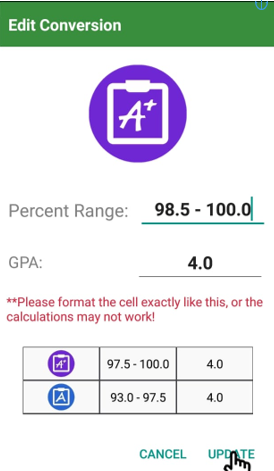 Edit Conversion
A+
Percent Range: 98.5 - 100.0
GPA: 4.0
**Please format the cell exactly like this, or the
calculations may not work!
A+ 97.5 - 100.0 4.0
A 93.0 - 97.5 4.0
CANCEL UPDATE